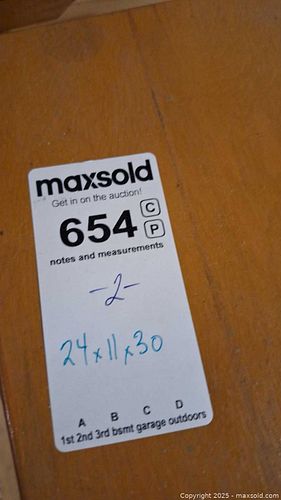 maxsold
Get in on the auction!
654 C
P
notes and measurements
-2-
24x11x30
A B C D
1st 2nd 3rd bsmt garage outdoors
Copyright 2025 - maxsold.com